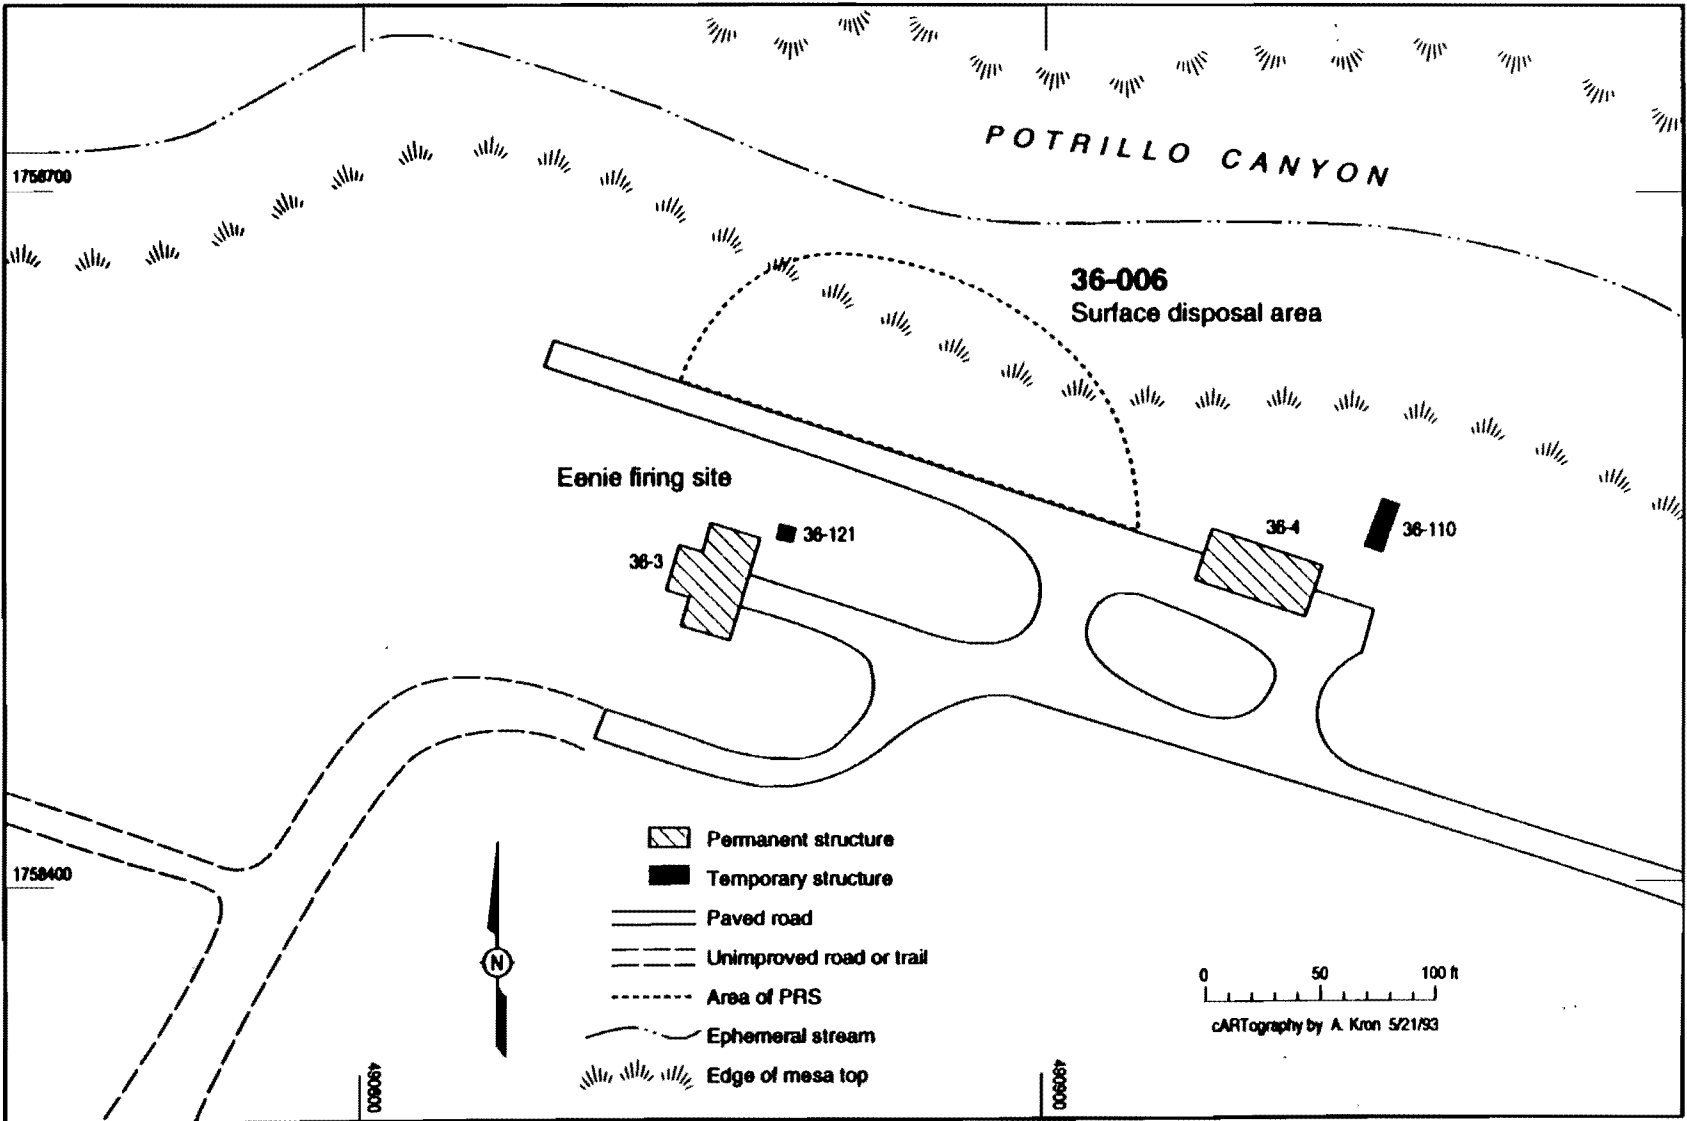 POTRILLO CANYON
1758700
36-006
Surface disposal area
Eenie firing site
36-121
36-3
36-4
36-110
1758400
Permanent structure
Temporary structure
Paved road
Unimproved road or trail
Area of PRS
Ephemeral stream
Edge of mesa top
N
0 50 100 ft
cARTography by A. Kron 5/21/93
490600
490900